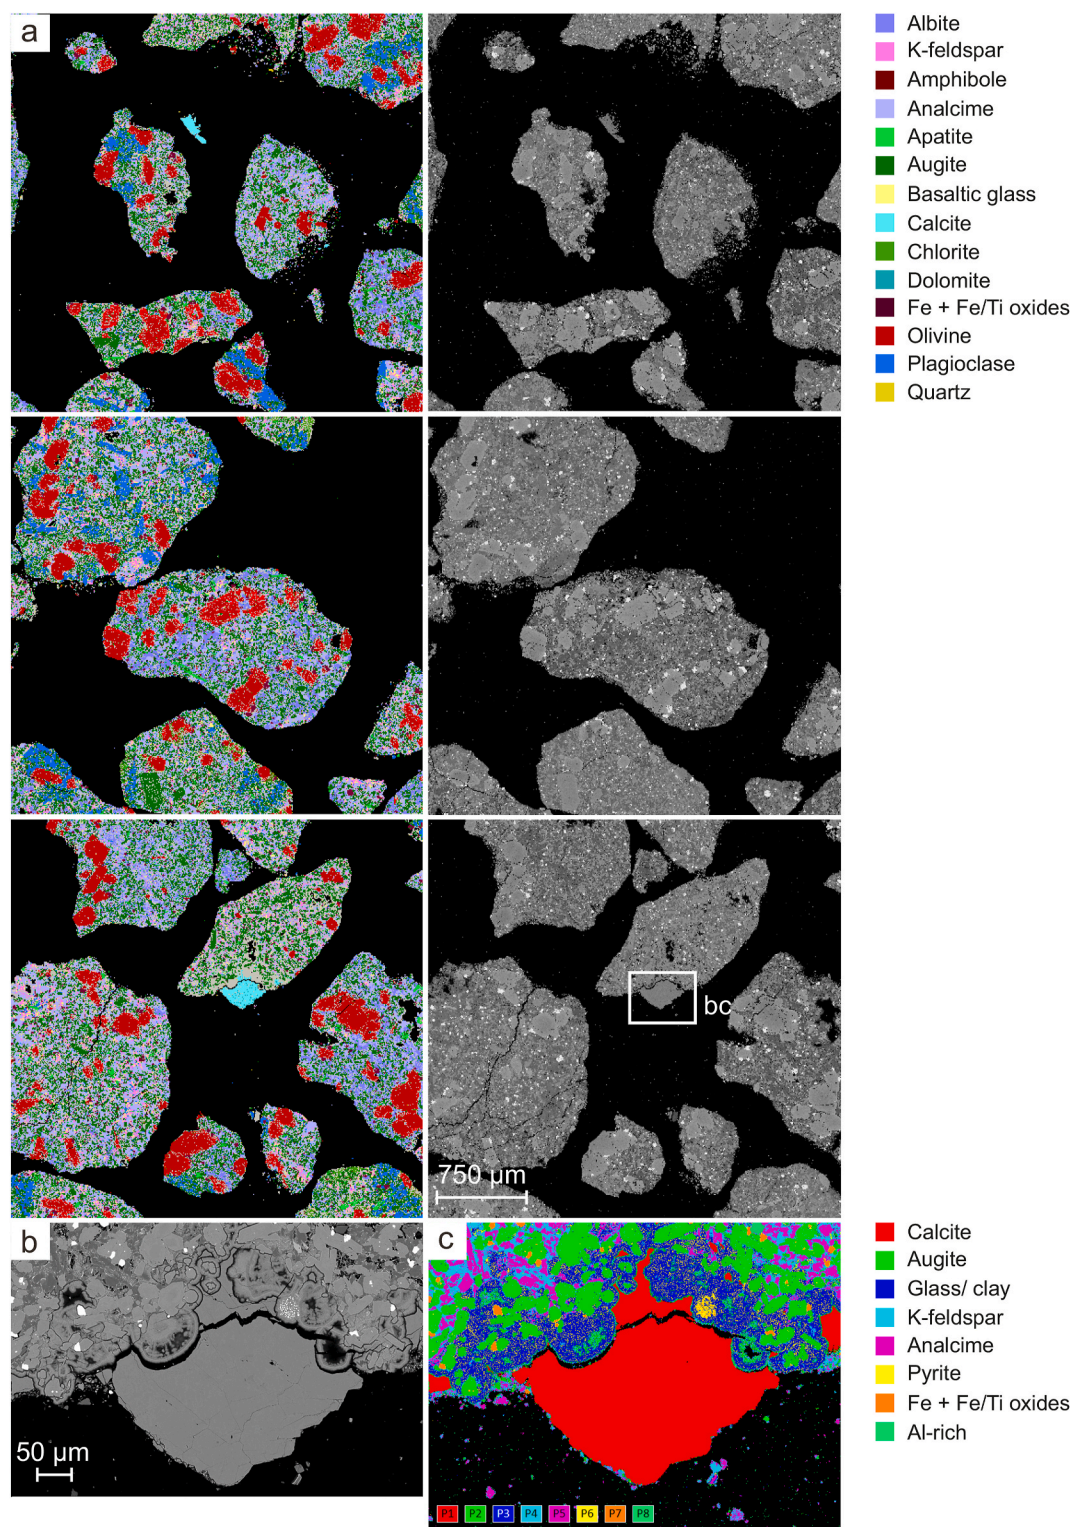 a
Albite
K-feldspar
Amphibole
Analcime
Apatite
Augite
Basaltic glass
Calcite
Chlorite
Dolomite
Fe + Fe/Ti oxides
Olivine
Plagioclase
Quartz
bc
750 µm
b
50 µm
c
P1 P2 P3 P4 P5 P6 P7 P8
Calcite
Augite
Glass/ clay
K-feldspar
Analcime
Pyrite
Fe + Fe/Ti oxides
Al-rich